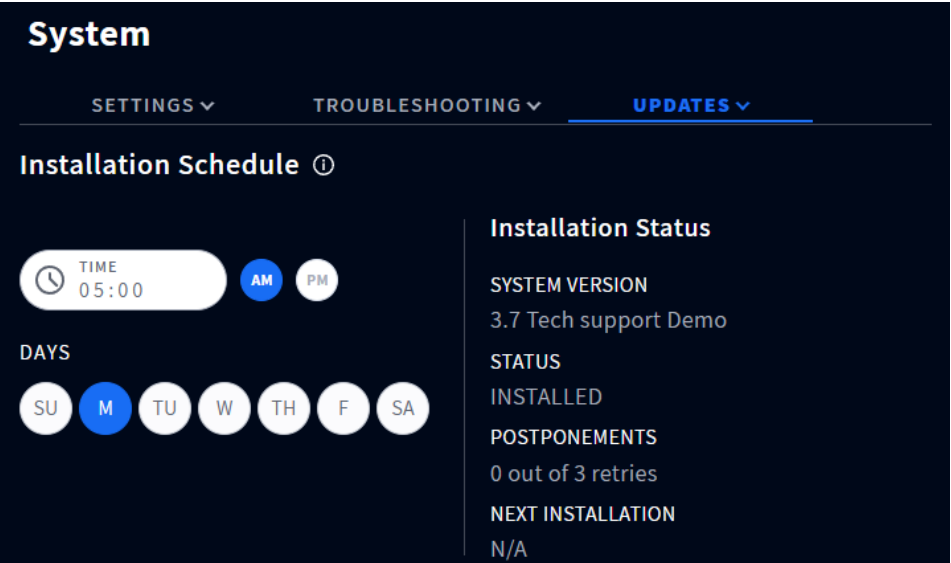 System
SETTINGS TROUBLESHOOTING UPDATES
Installation Schedule
TIME
05:00
AM PM
DAYS
SU M TU W TH F SA
Installation Status
SYSTEM VERSION
3.7 Tech support Demo
STATUS
INSTALLED
POSTPONEMENTS
0 out of 3 retries
NEXT INSTALLATION
N/A